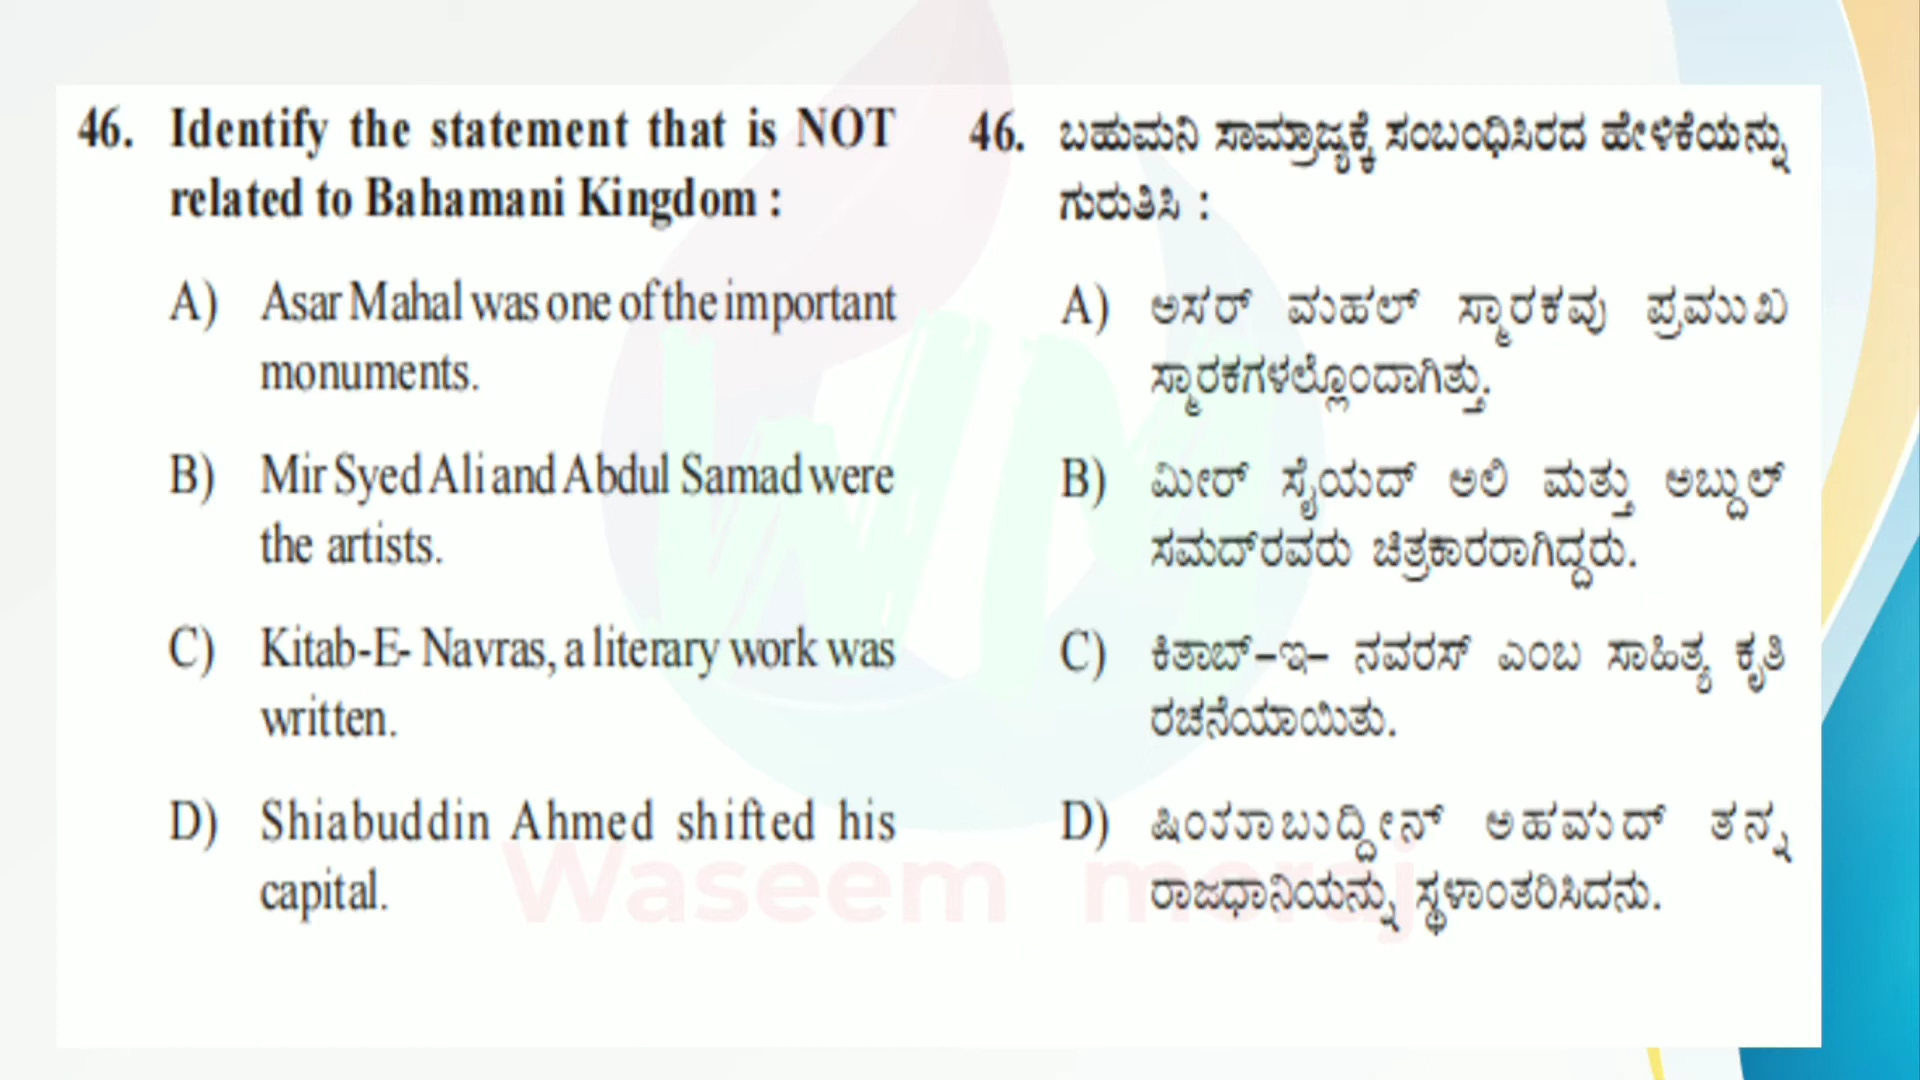 46. Identify the statement that is NOT
related to Bahamani Kingdom :
A) Asar Mahal was one of the important
monuments.
B) Mir Syed Ali and Abdul Samad were
the artists.
C) Kitab-E- Navras, a literary work was
written.
D) Shiabuddin Ahmed shifted his
capital.
46. ಬಹುಮನಿ ಸಾಮ್ರಾಜ್ಯಕ್ಕೆ ಸಂಬಂಧಿಸಿರದ ಹೇಳಿಕೆಯನ್ನು
ಗುರುತಿಸಿ :
A) ಅಸರ್ ಮಹಲ್ ಸ್ಮಾರಕವು ಪ್ರಮುಖ
ಸ್ಮಾರಕಗಳಲ್ಲೊಂದಾಗಿತ್ತು.
B) ಮೀರ್ ಸೈಯದ್ ಅಲಿ ಮತ್ತು ಅಬ್ದುಲ್
ಸಮದ್‌ರವರು ಚಿತ್ರಕಾರರಾಗಿದ್ದರು.
C) ಕಿತಾಬ್–ಇ– ನವರಸ್ ಎಂಬ ಸಾಹಿತ್ಯ ಕೃತಿ
ರಚನೆಯಾಯಿತು.
D) ಅಹಮದ್ ತನ್ನ
ರಾಜಧಾನಿಯನ್ನು ಸ್ಥಳಾಂತರಿಸಿದನು.
WM
Waseem meraj